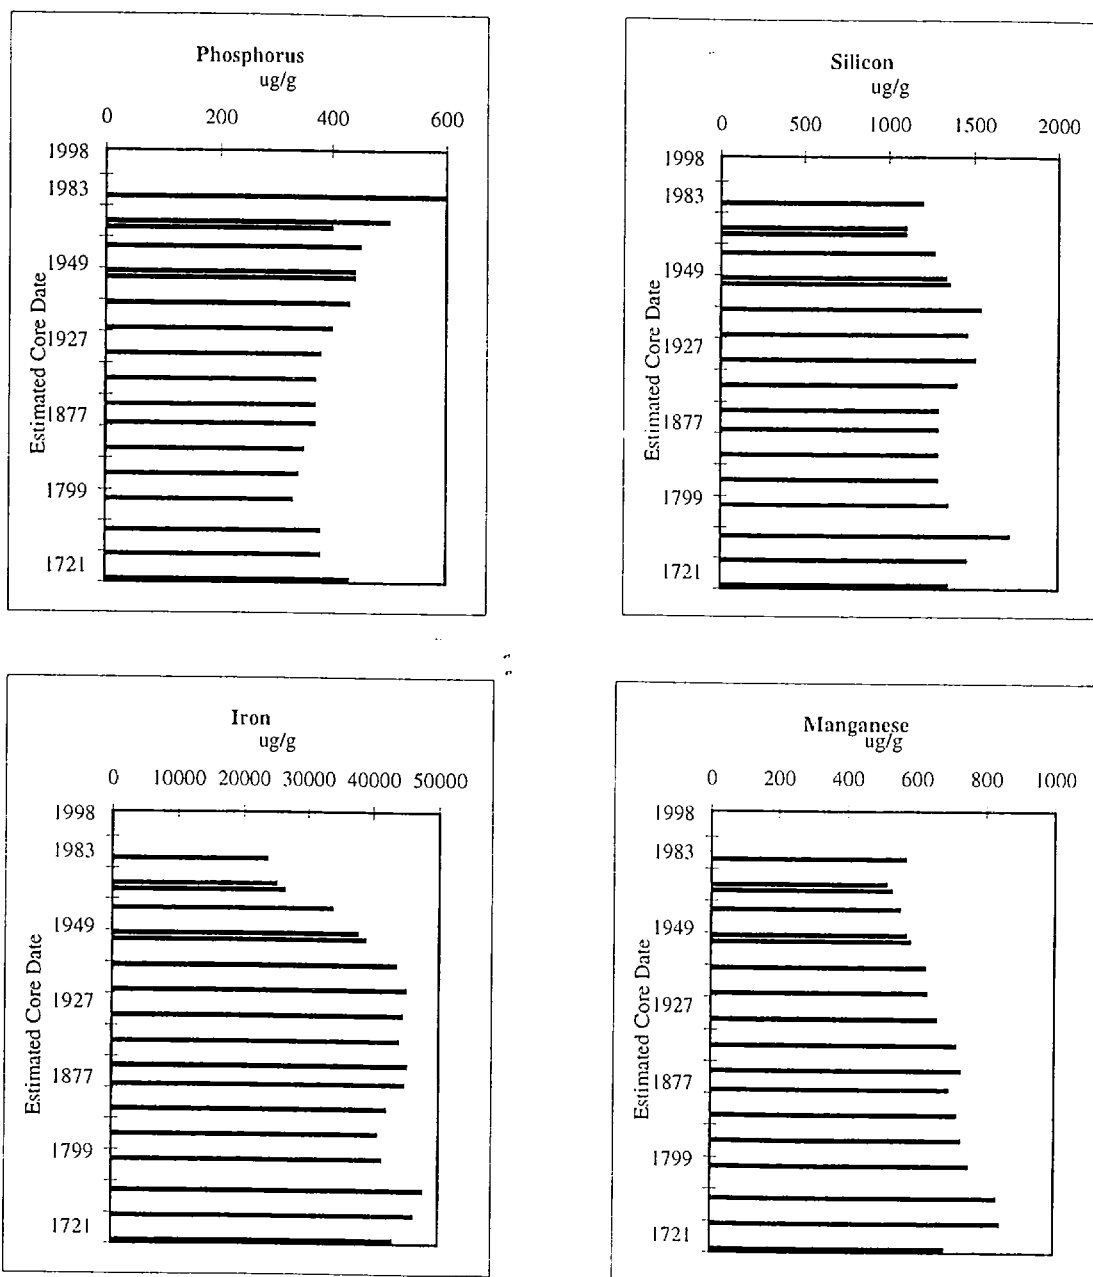 Phosphorus
ug/g
0 200 400 600
1998
1983
1949
1927
1877
1799
1721
Estimated Core Date
Silicon
ug/g
0 500 1000 1500 2000
1998
1983
1949
1927
1877
1799
1721
Estimated Core Date
Iron
ug/g
0 10000 20000 30000 40000 50000
1998
1983
1949
1927
1877
1799
1721
Estimated Core Date
Manganese
ug/g
0 200 400 600 800 1000
1998
1983
1949
1927
1877
1799
1721
Estimated Core Date